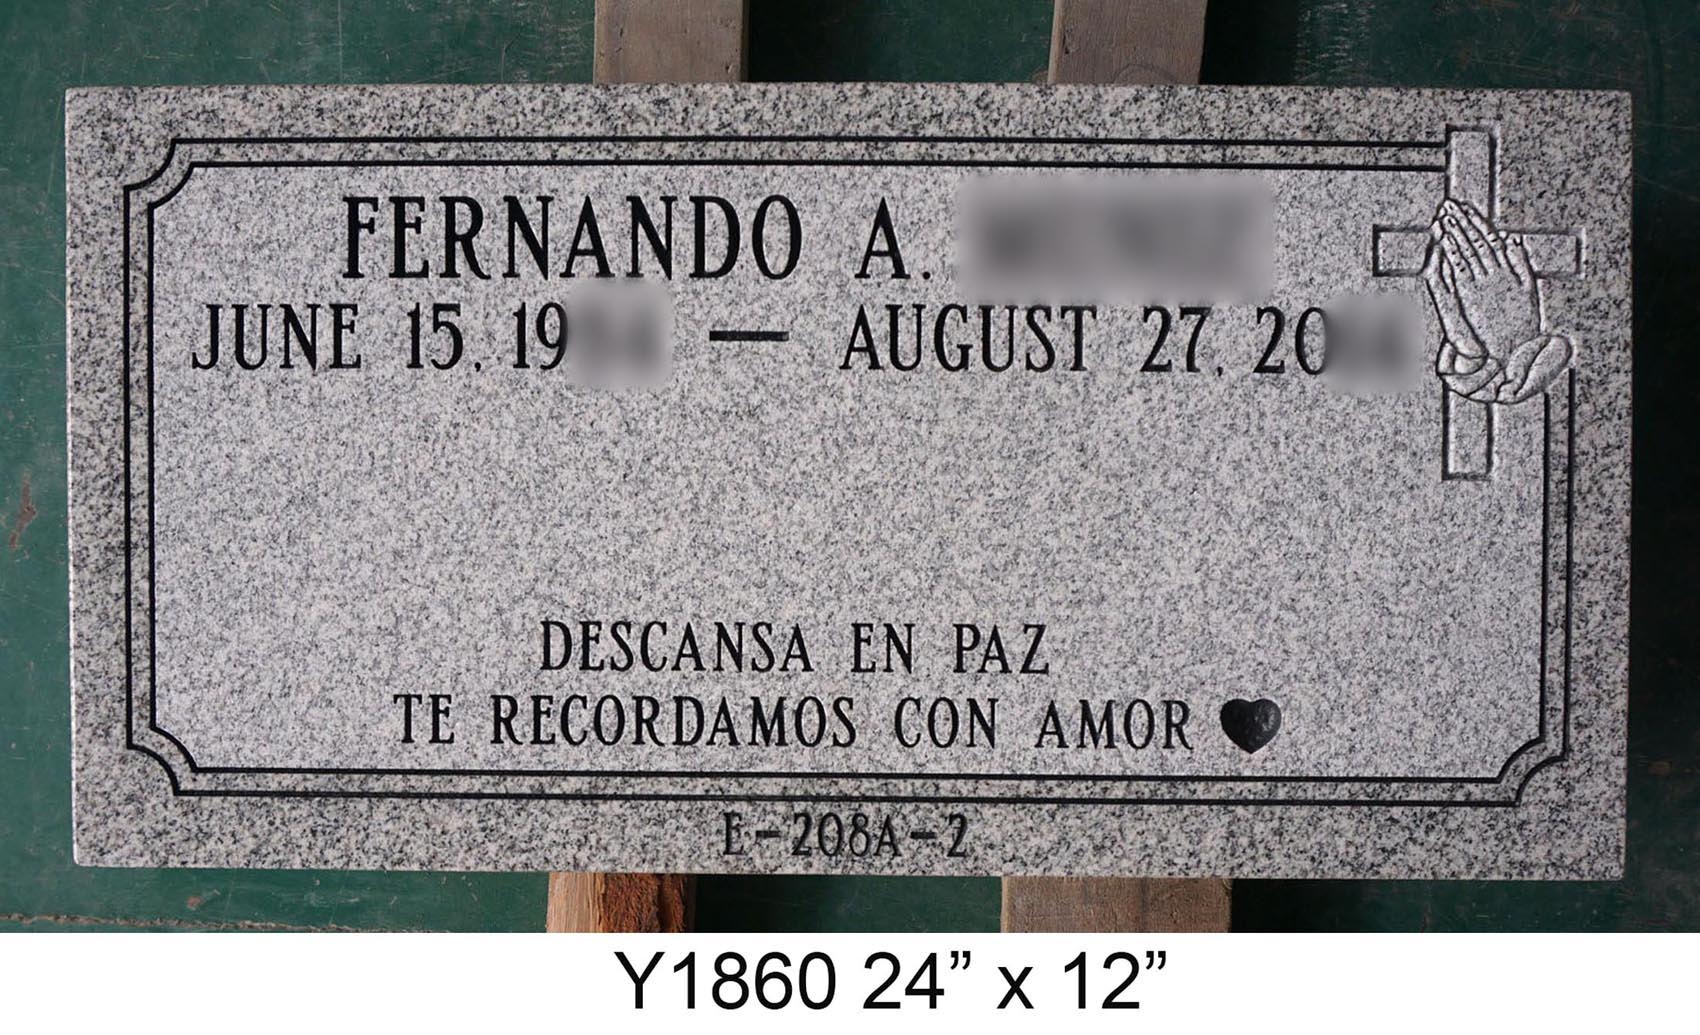 FERNANDO A.
JUNE 15, 19 — AUGUST 27, 20
DESCANSA EN PAZ
TE RECORDAMOS CON AMOR ♥
E-208A-2
Y1860 24” x 12”